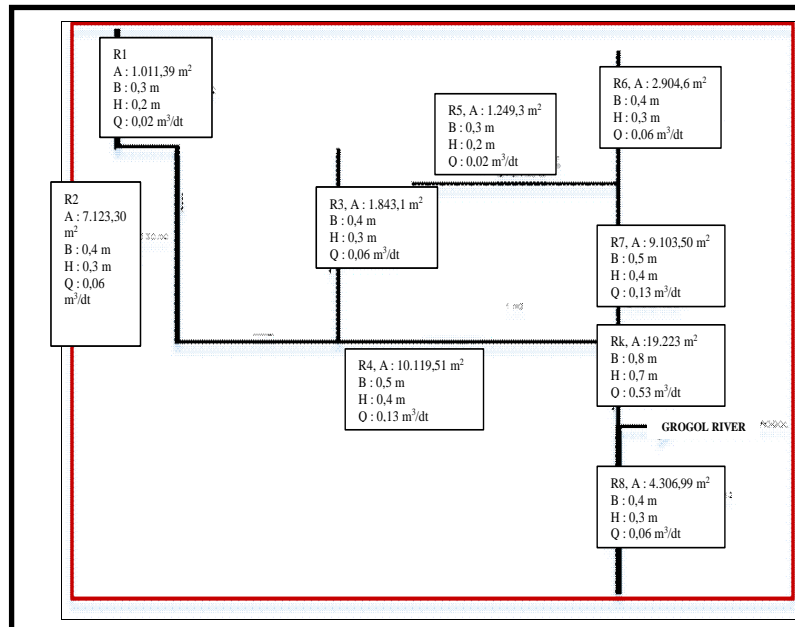 R1
A : 1.011,39 m²
B : 0,3 m
H : 0,2 m
Q : 0,02 m³/dt
R2
A : 7.123,30
m²
B : 0,4 m
H : 0,3 m
Q : 0,06
m³/dt
R3, A : 1.843,1 m²
B : 0,4 m
H : 0,3 m
Q : 0,06 m³/dt
R5, A : 1.249,3 m²
B : 0,3 m
H : 0,2 m
Q : 0,02 m³/dt
R6, A : 2.904,6 m²
B : 0,4 m
H : 0,3 m
Q : 0,06 m³/dt
R7, A : 9.103,50 m²
B : 0,5 m
H : 0,4 m
Q : 0,13 m³/dt
R4, A : 10.119,51 m²
B : 0,5 m
H : 0,4 m
Q : 0,13 m³/dt
Rk, A :19.223 m²
B : 0,8 m
H : 0,7 m
Q : 0,53 m³/dt
GROGOL RIVER
R8, A : 4.306,99 m²
B : 0,4 m
H : 0,3 m
Q : 0,06 m³/dt